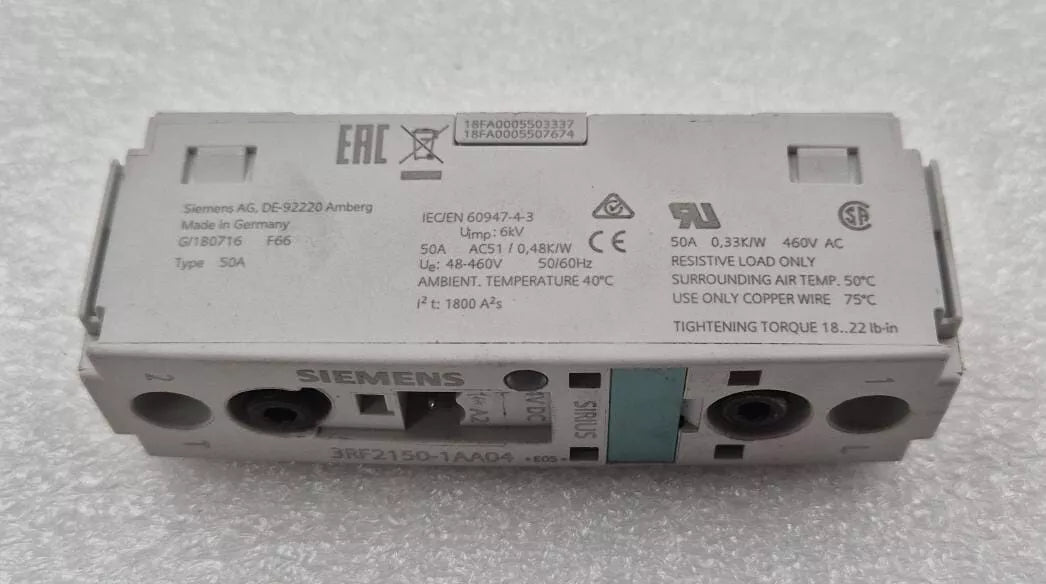 18FA0005503337
18FA0005507674
EAC
Siemens AG, DE-92220 Amberg
Made in Germany
G/180716 F66
Type 50A
IEC/EN 60947-4-3
Uimp: 6kV
50A AC51 / 0,48K/W
Ue: 48-460V 50/60Hz
AMBIENT. TEMPERATURE 40°C
I² t: 1800 A²s
CE
50A 0,33K/W 460V AC
RESISTIVE LOAD ONLY
SURROUNDING AIR TEMP. 50°C
USE ONLY COPPER WIRE 75°C
TIGHTENING TORQUE 18..22 lb-in
2
T
SIEMENS
A2
V DC
SIRIUS
3RF2150-1AA04 *E05*
1
L